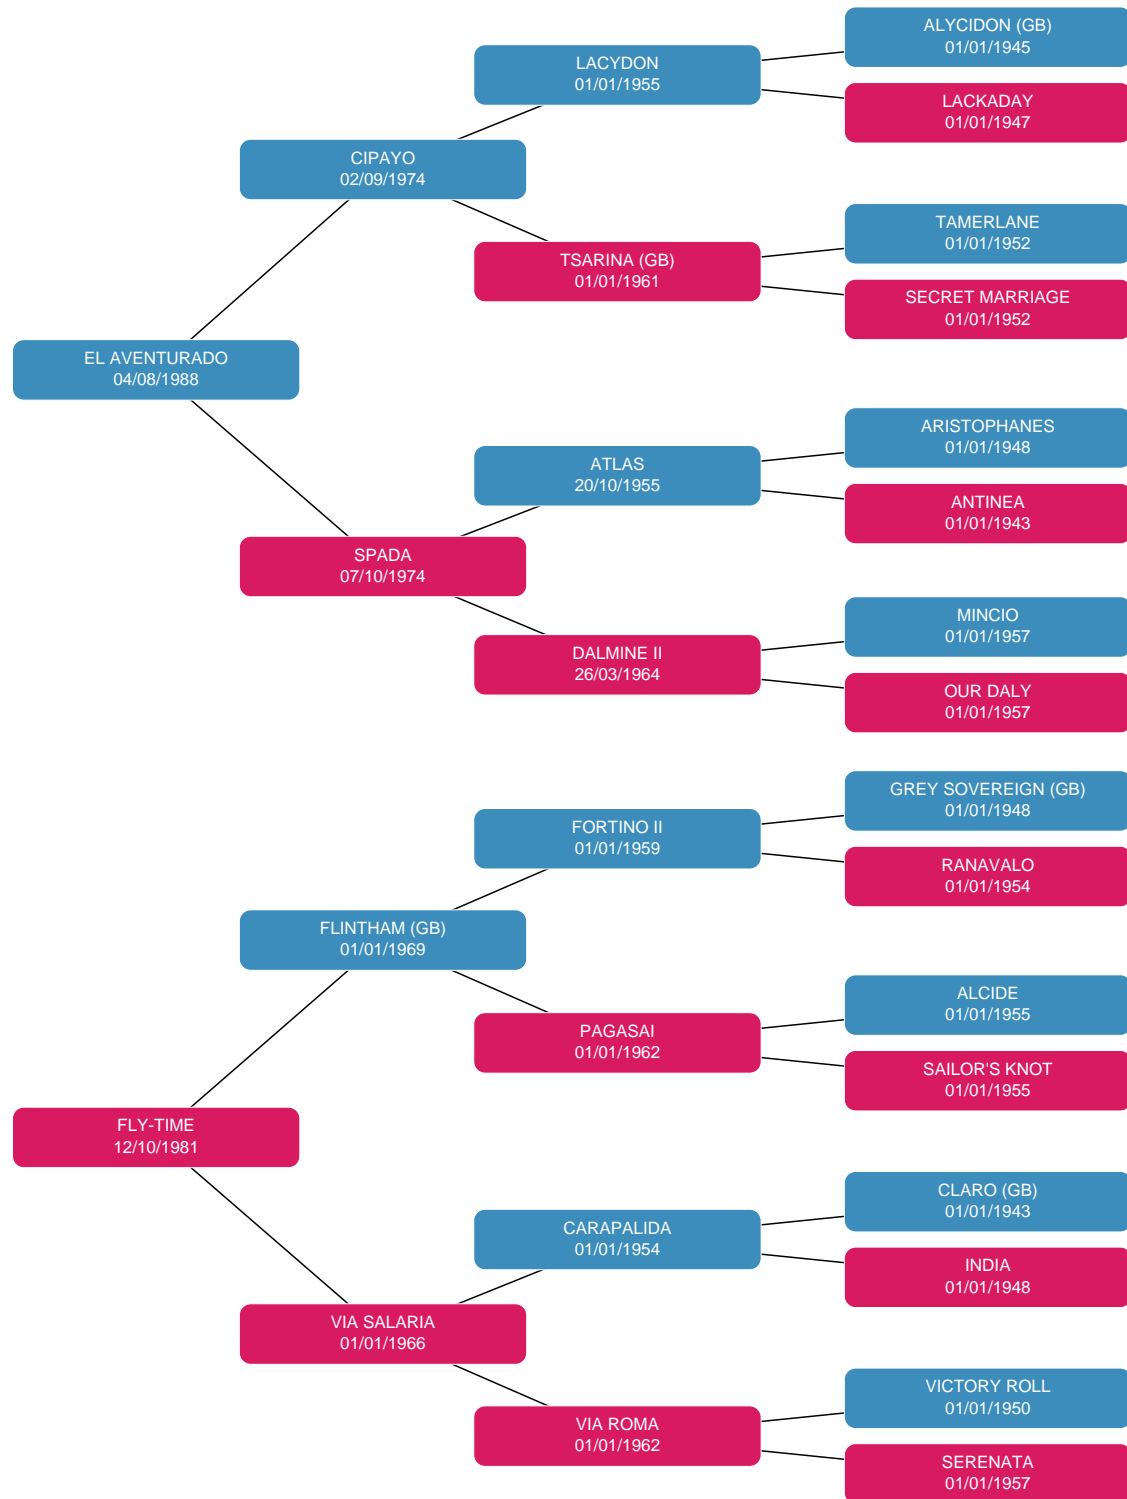 ALYCIDON (GB)
01/01/1945
LACYDON
01/01/1955
LACKADAY
01/01/1947
CIPAYO
02/09/1974
TAMERLANE
01/01/1952
TSARINA (GB)
01/01/1961
SECRET MARRIAGE
01/01/1952
EL AVENTURADO
04/08/1988
ARISTOPHANES
01/01/1948
ATLAS
20/10/1955
ANTINEA
01/01/1943
SPADA
07/10/1974
MINCIO
01/01/1957
DALMINE II
26/03/1964
OUR DALY
01/01/1957
GREY SOVEREIGN (GB)
01/01/1948
FORTINO II
01/01/1959
RANAVALO
01/01/1954
FLINTHAM (GB)
01/01/1969
ALCIDE
01/01/1955
PAGASAI
01/01/1962
SAILOR'S KNOT
01/01/1955
FLY-TIME
12/10/1981
CLARO (GB)
01/01/1943
CARAPALIDA
01/01/1954
INDIA
01/01/1948
VIA SALARIA
01/01/1966
VICTORY ROLL
01/01/1950
VIA ROMA
01/01/1962
SERENATA
01/01/1957